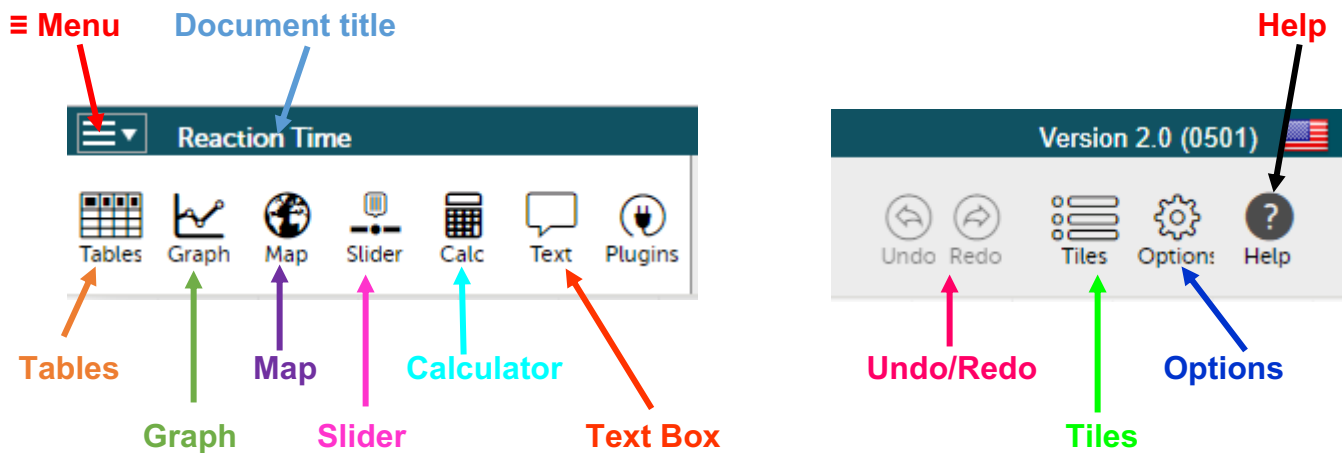 ≡ Menu Document title Help
Reaction Time Version 2.0 (0501)
Tables Graph Map Slider Calc Text Plugins Undo Redo Tiles Options Help
Tables Map Calculator Undo/Redo Options
Graph Slider Text Box Tiles